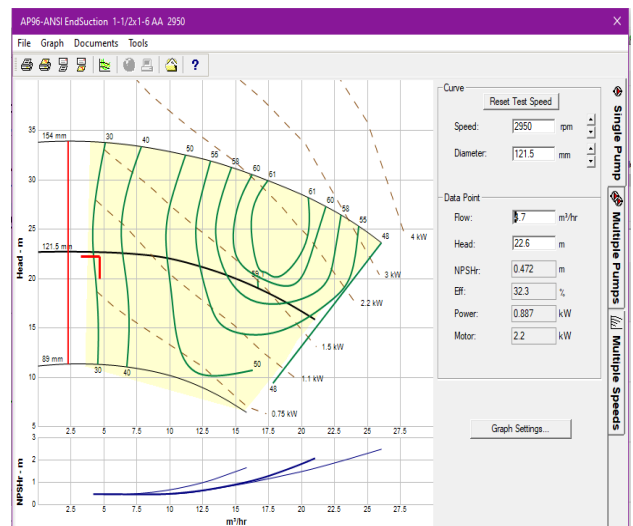 AP96-ANSI EndSuction 1-1/2x1-6 AA 2950
File Graph Documents Tools
?
Curve
Reset Test Speed
Speed: 2950 rpm
Diameter: 121.5 mm
Data Point
Flow: .7 m³/hr
Head: 22.6 m
NPSHr: 0.472 m
Eff: 32.3 %
Power: 0.887 kW
Motor: 2.2 kW
Graph Settings...
Single Pump
Multiple Pumps
Multiple Speeds
Head - m
35
30
25
20
15
10
5
154 mm
121.5 mm
89 mm
30 40 50 55 58 60 61
61 60 58 55 48
59
4 kW
3 kW
2.2 kW
1.5 kW
1.1 kW
0.75 kW
30 40 50 48
2.5 5 7.5 10 12.5 15 17.5 20 22.5 25 27.5
NPSHr - m
3
2
1
0
2.5 5 7.5 10 12.5 15 17.5 20 22.5 25 27.5
m³/hr